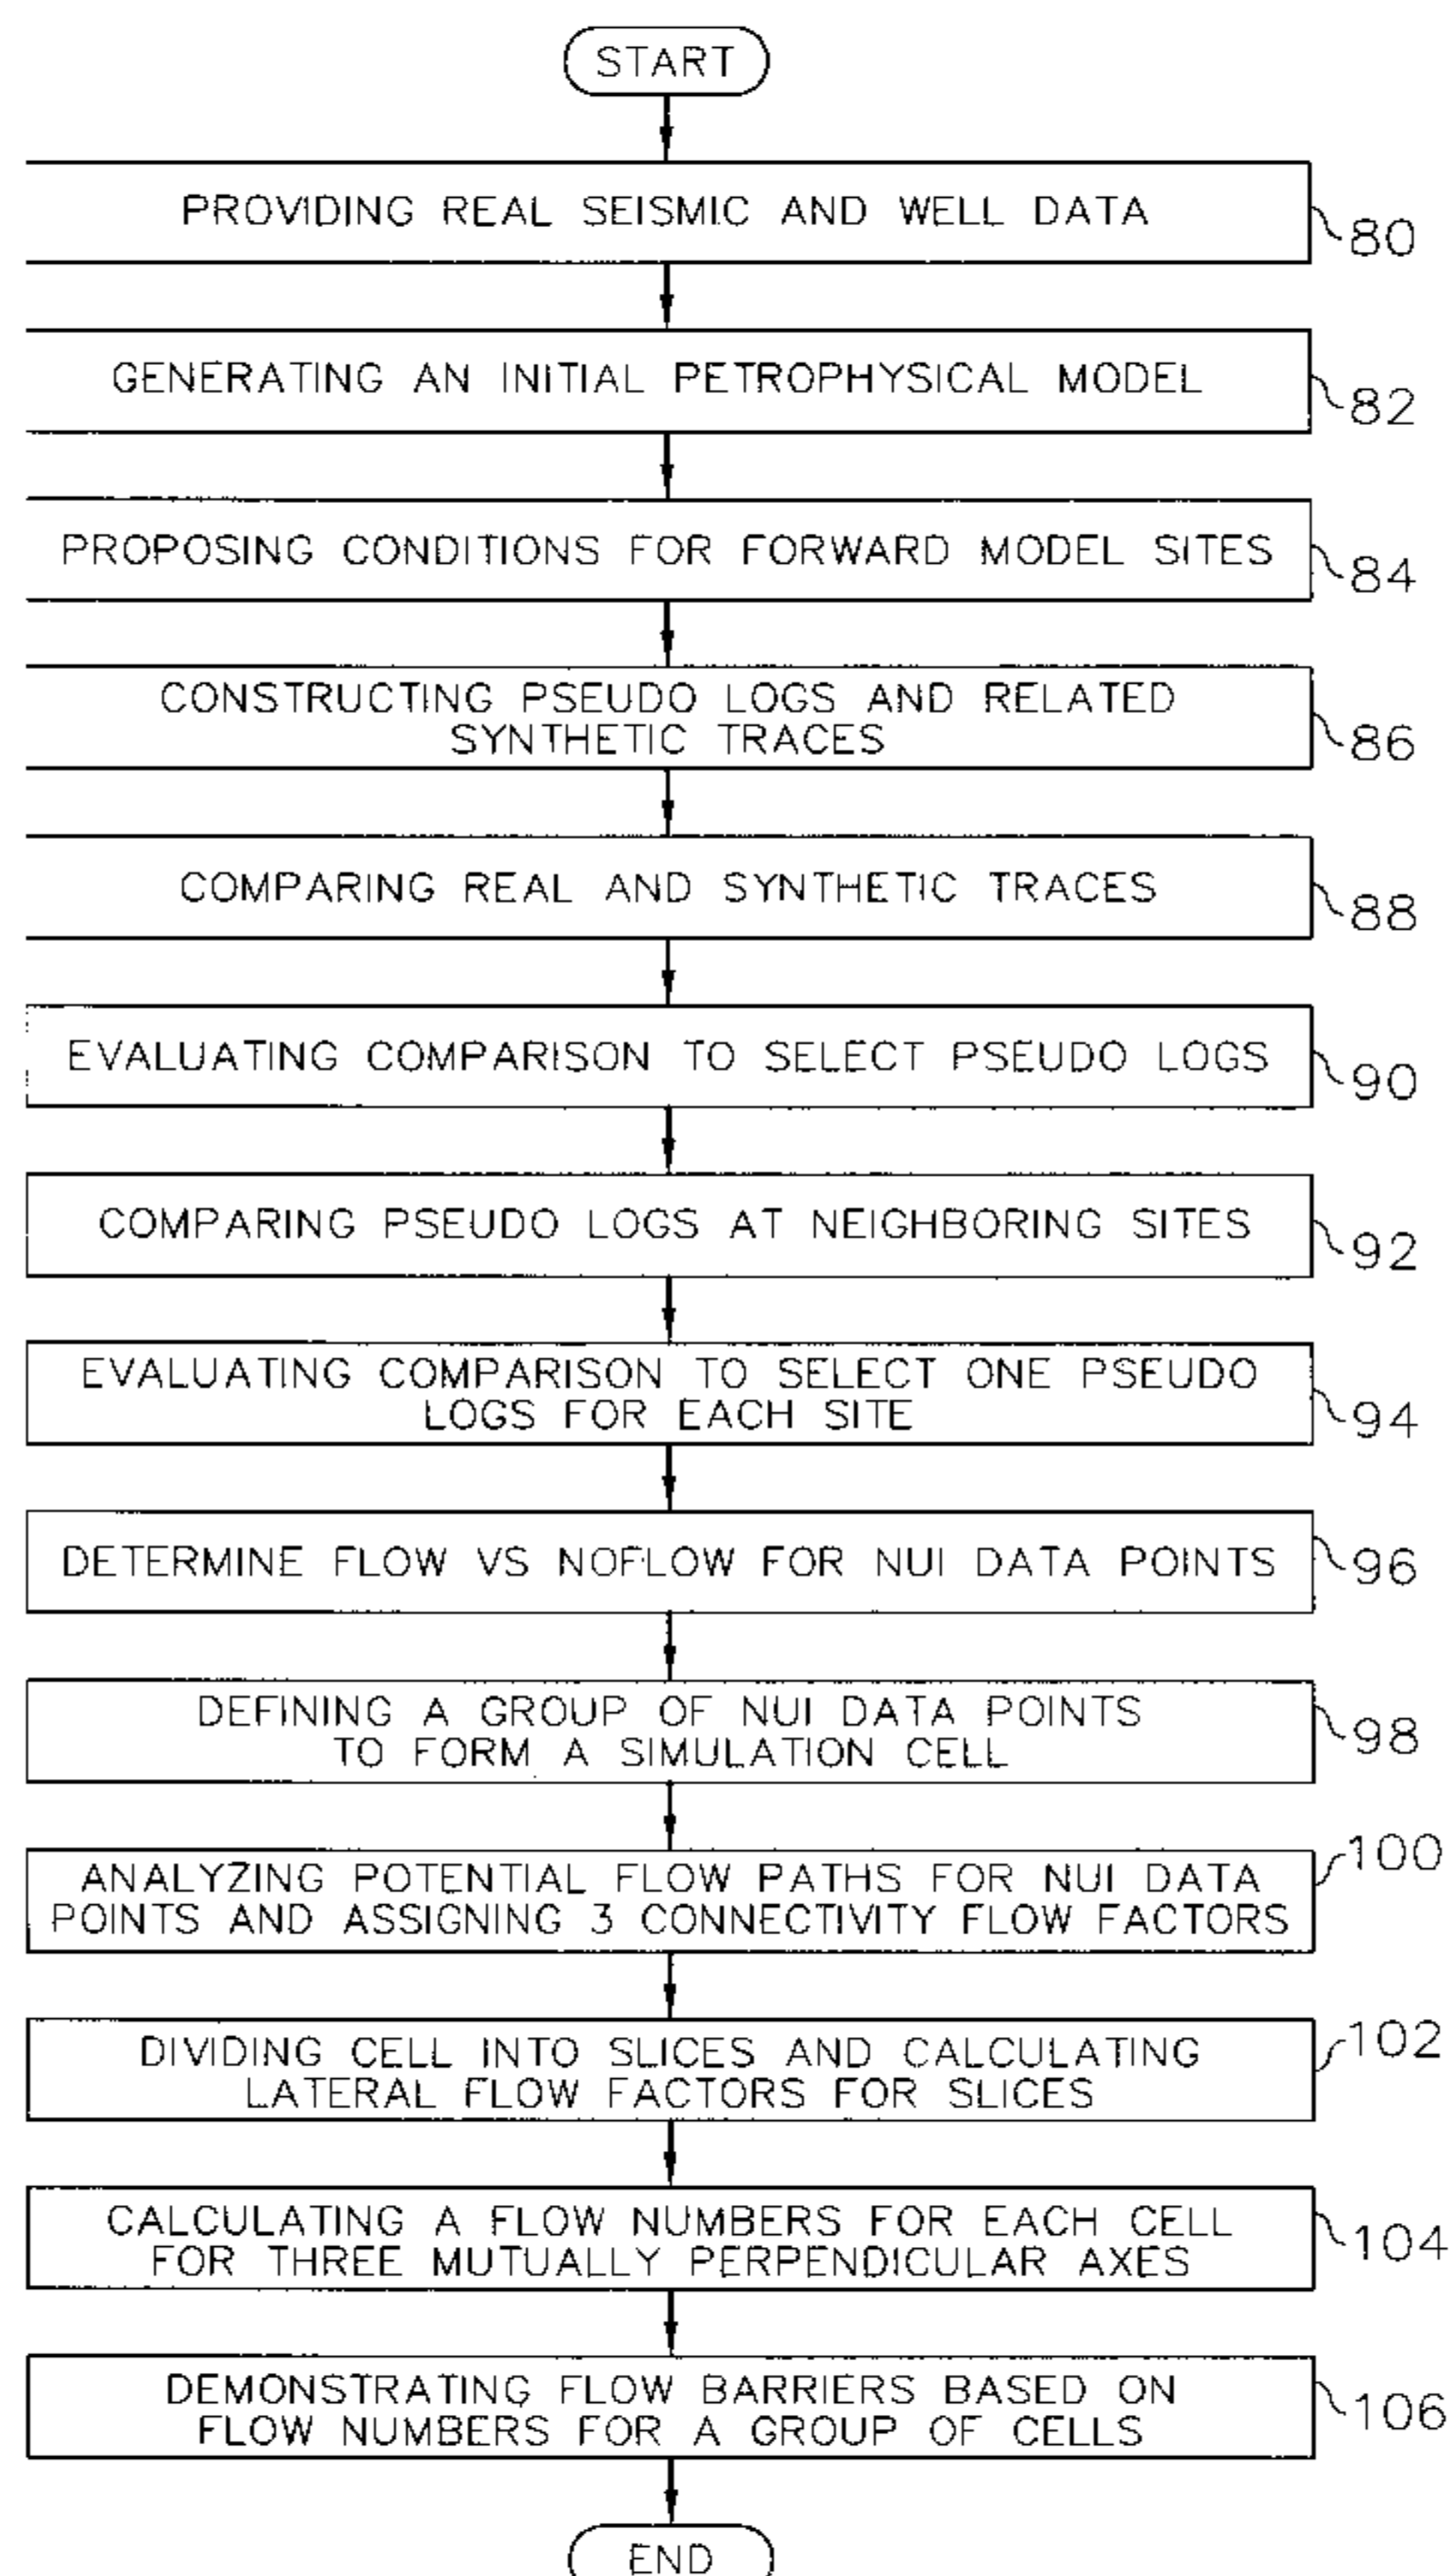 START
PROVIDING REAL SEISMIC AND WELL DATA
80
GENERATING AN INITIAL PETROPHYSICAL MODEL
82
PROPOSING CONDITIONS FOR FORWARD MODEL SITES
84
CONSTRUCTING PSEUDO LOGS AND RELATED
SYNTHETIC TRACES
86
COMPARING REAL AND SYNTHETIC TRACES
88
EVALUATING COMPARISON TO SELECT PSEUDO LOGS
90
COMPARING PSEUDO LOGS AT NEIGHBORING SITES
92
EVALUATING COMPARISON TO SELECT ONE PSEUDO
LOGS FOR EACH SITE
94
DETERMINE FLOW VS NOFLOW FOR NUI DATA POINTS
96
DEFINING A GROUP OF NUI DATA POINTS
TO FORM A SIMULATION CELL
98
ANALYZING POTENTIAL FLOW PATHS FOR NUI DATA
POINTS AND ASSIGNING 3 CONNECTIVITY FLOW FACTORS
100
DIVIDING CELL INTO SLICES AND CALCULATING
LATERAL FLOW FACTORS FOR SLICES
102
CALCULATING A FLOW NUMBERS FOR EACH CELL
FOR THREE MUTUALLY PERPENDICULAR AXES
104
DEMONSTRATING FLOW BARRIERS BASED ON
FLOW NUMBERS FOR A GROUP OF CELLS
106
END